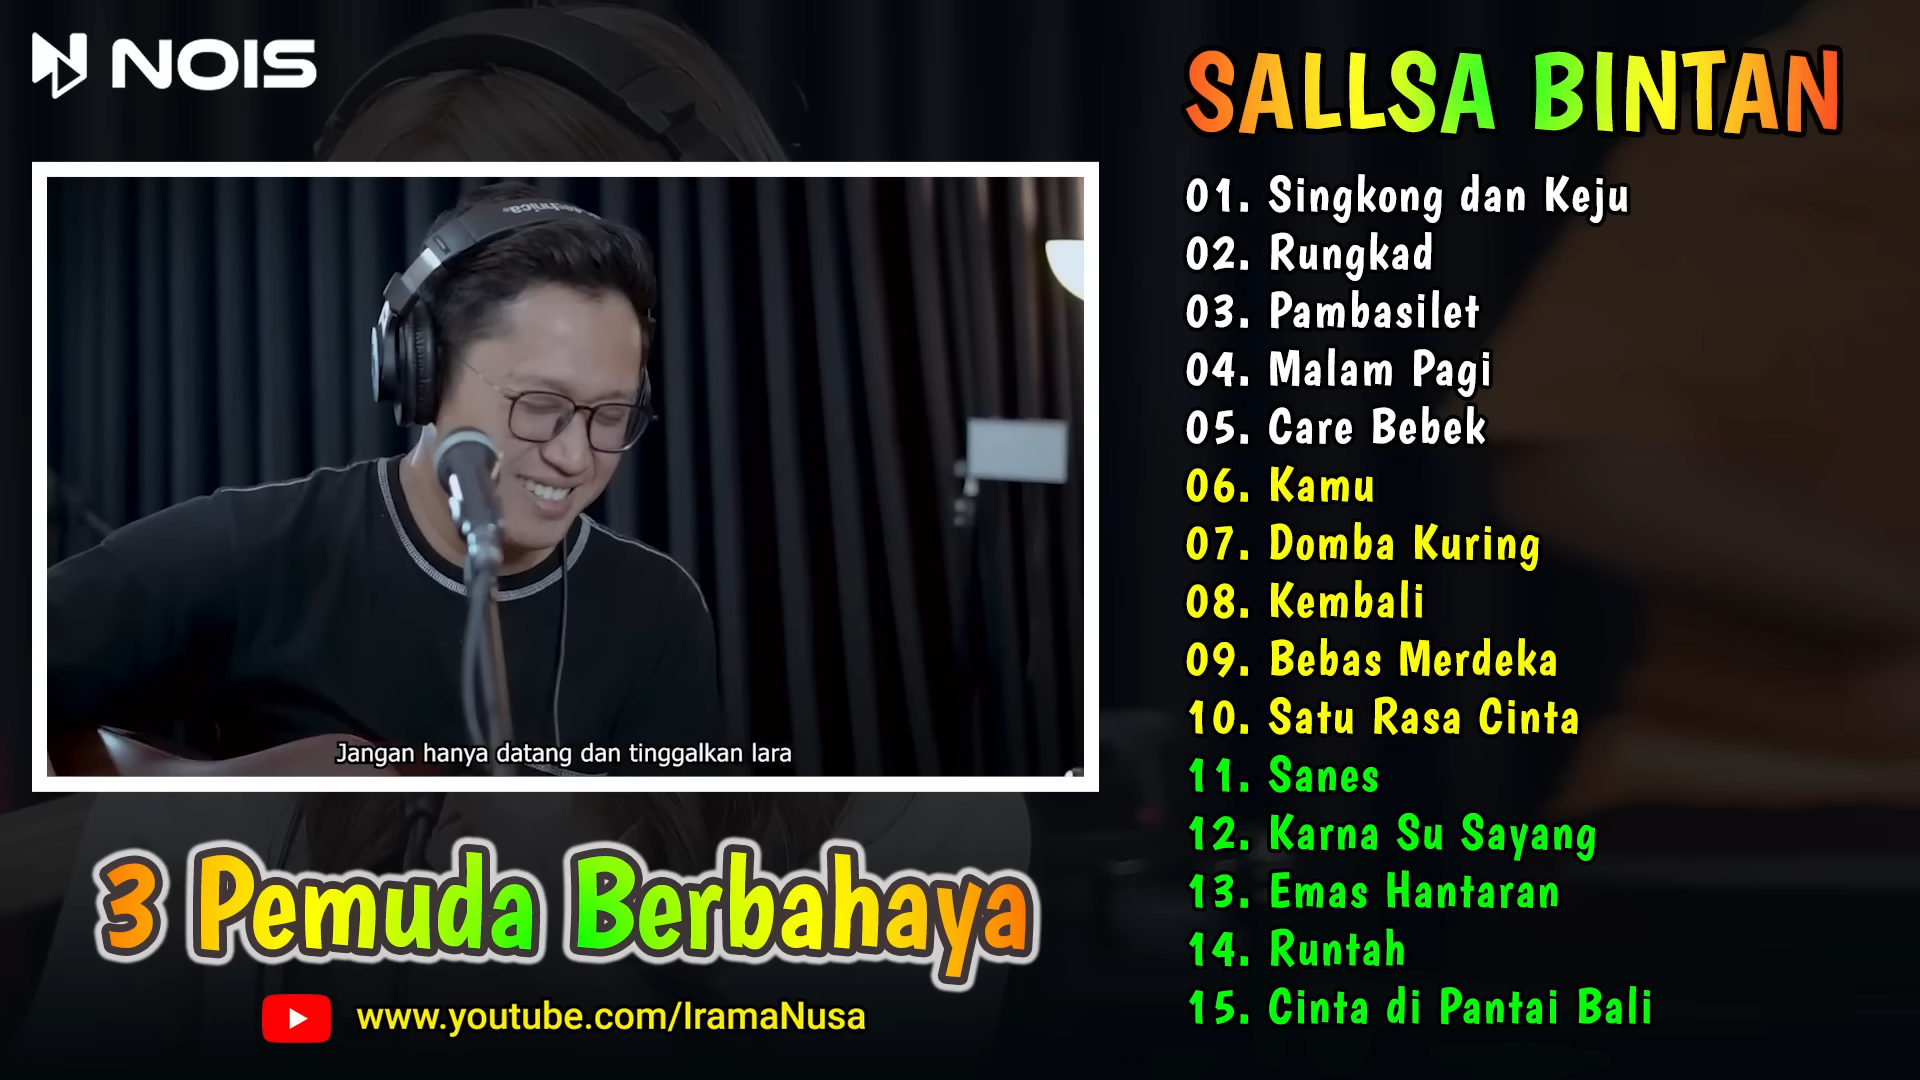 NOIS
SALLSA BINTAN
01. Singkong dan Keju
02. Rungkad
03. Pambasilet
04. Malam Pagi
05. Care Bebek
06. Kamu
07. Domba Kuring
08. Kembali
09. Bebas Merdeka
10. Satu Rasa Cinta
11. Sanes
12. Karna Su Sayang
13. Emas Hantaran
14. Runtah
15. Cinta di Pantai Bali
Jangan hanya datang dan tinggalkan lara
3 Pemuda Berbahaya
www.youtube.com/IramaNusa